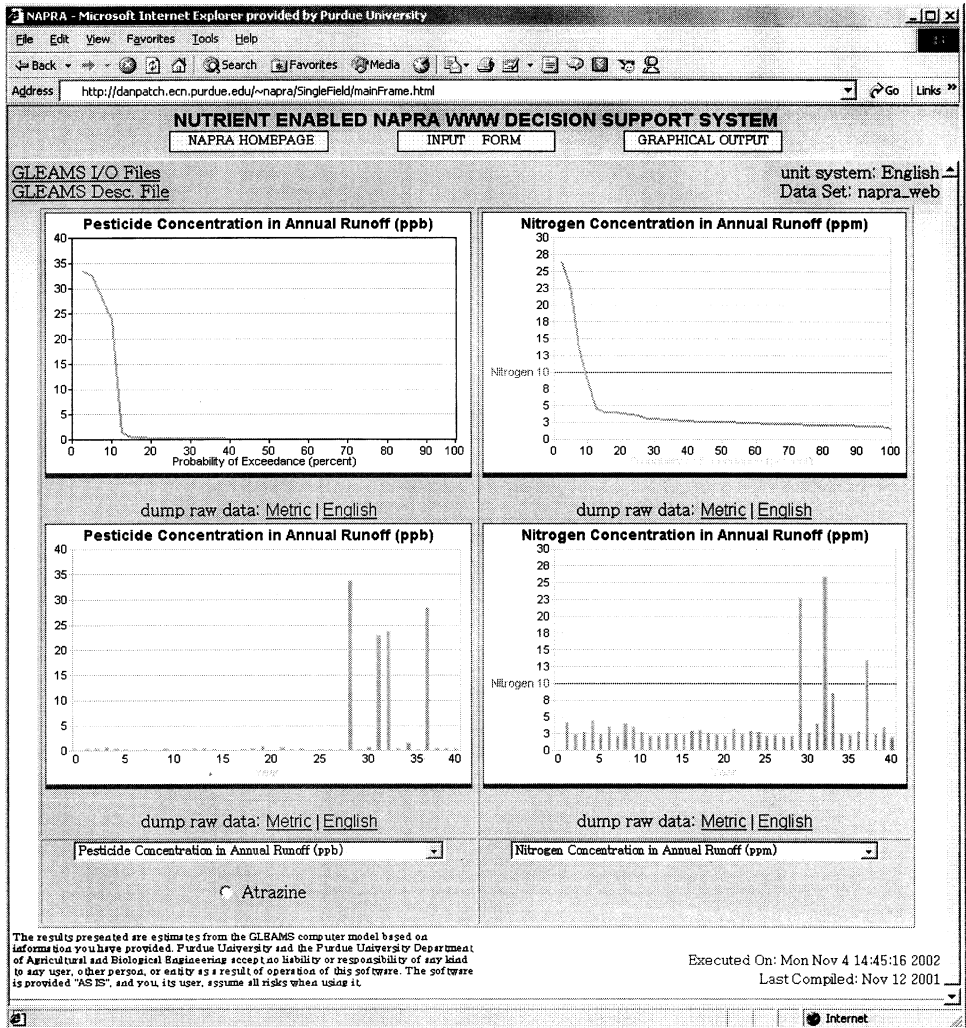 NAPRA - Microsoft Internet Explorer provided by Purdue University
File Edit View Favorites Tools Help
Back Search Favorites Media
Address http://danpatch.ecn.purdue.edu/~napra/SingleField/mainFrame.html Go Links »
NUTRIENT ENABLED NAPRA WWW DECISION SUPPORT SYSTEM
NAPRA HOMEPAGE INPUT FORM GRAPHICAL OUTPUT
GLEAMS I/O Files
GLEAMS Desc. File
unit system: English
Data Set: napra_web
Pesticide Concentration in Annual Runoff (ppb)
40
35
30
25
20
15
10
5
0
0 10 20 30 40 50 60 70 80 90 100
Probability of Exceedance (percent)
dump raw data: Metric | English
Nitrogen Concentration in Annual Runoff (ppm)
30
28
25
23
20
18
15
13
Nitrogen 10
8
5
3
0
0 10 20 30 40 50 60 70 80 90 100
dump raw data: Metric | English
Pesticide Concentration in Annual Runoff (ppb)
40
35
30
25
20
15
10
5
0
0 5 10 15 20 25 30 35 40
dump raw data: Metric | English
Nitrogen Concentration in Annual Runoff (ppm)
30
28
25
23
20
18
15
13
Nitrogen 10
8
5
3
0
0 5 10 15 20 25 30 35 40
dump raw data: Metric | English
Pesticide Concentration in Annual Runoff (ppb)
Nitrogen Concentration in Annual Runoff (ppm)
Atrazine
The results presented are estimates from the GLEAMS computer model based on
information you have provided. Purdue University and the Purdue University Department
of Agricultural and Biological Engineering accept no liability or responsibility of any kind
to any user, other person, or entity as a result of operation of this software. The software
is provided "AS IS", and you, its user, assume all risks when using it.
Executed On: Mon Nov 4 14:45:16 2002
Last Compiled: Nov 12 2001
Internet